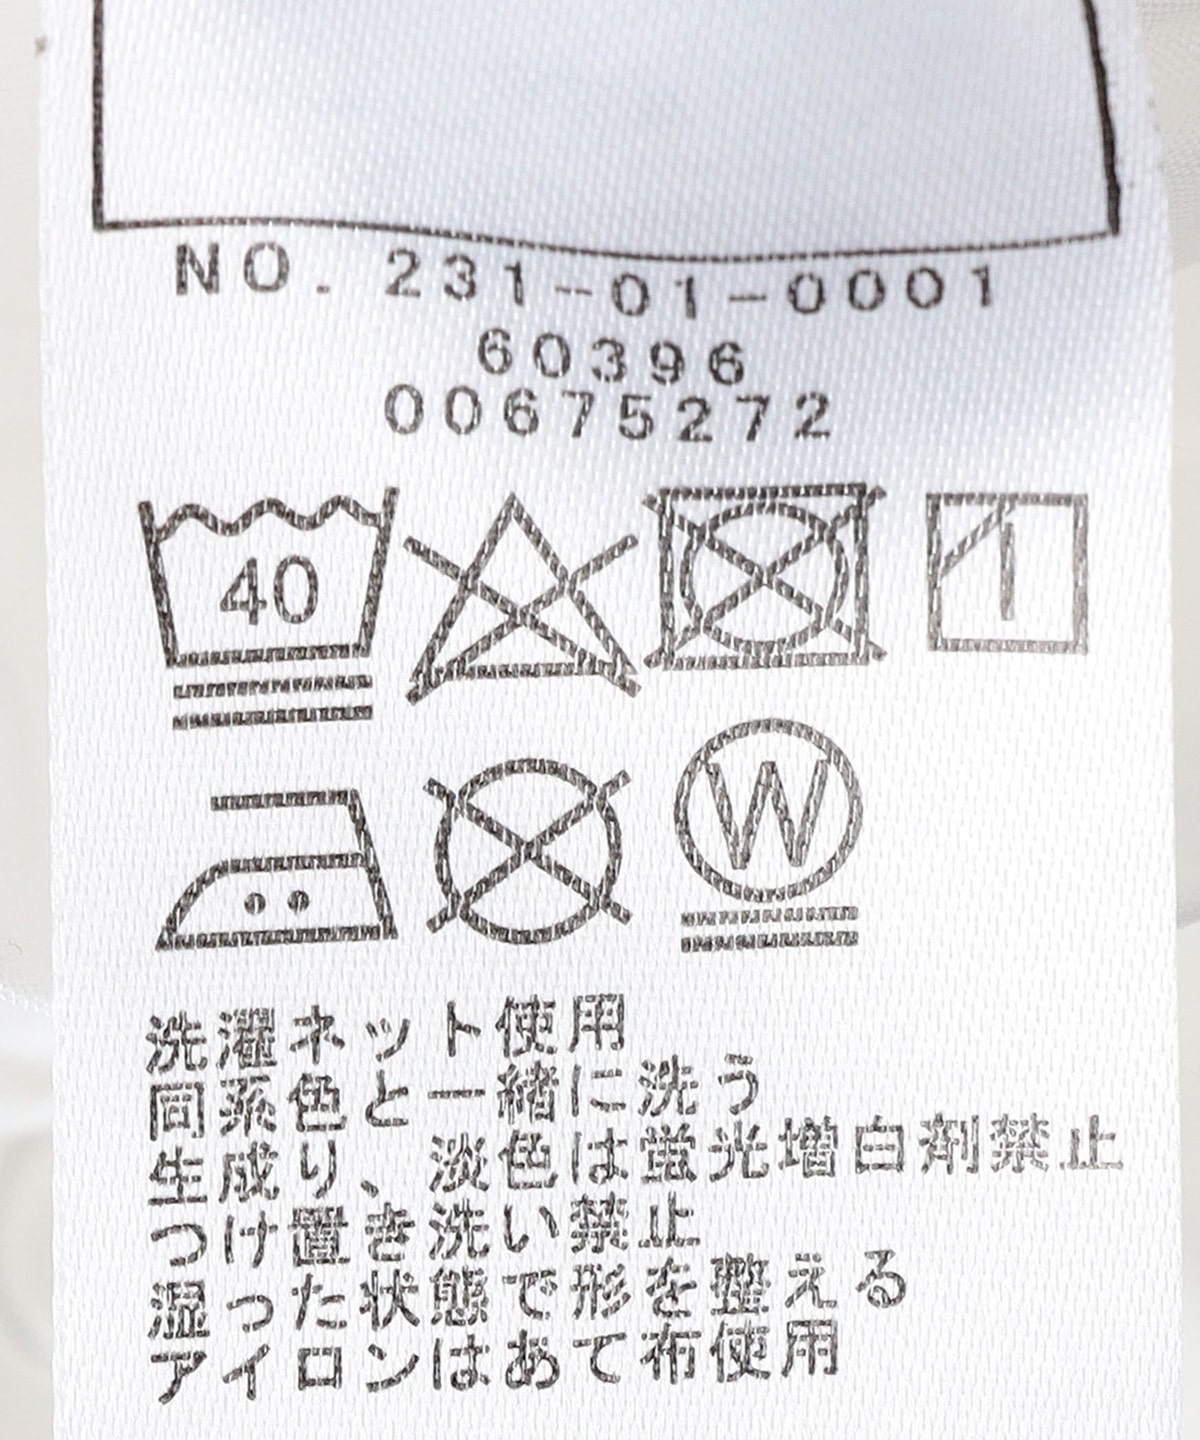 NO. 231-01-0001
60396
00675272
40
W
洗濯ネット使用
同系色と一緒に洗う
生成り、淡色は蛍光増白剤禁止
つけ置き洗い禁止
湿った状態で形を整える
アイロンはあて布使用